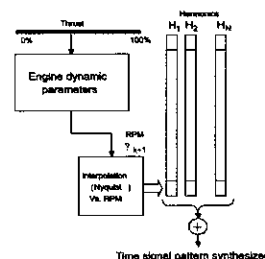 Thrust
0% 100%
Harmonics
H1 H2 HN
Engine dynamic
parameters
RPM
? k+1
Interpolation
(Nyquist )
Vs. RPM
+
Time signal pattern synthesized